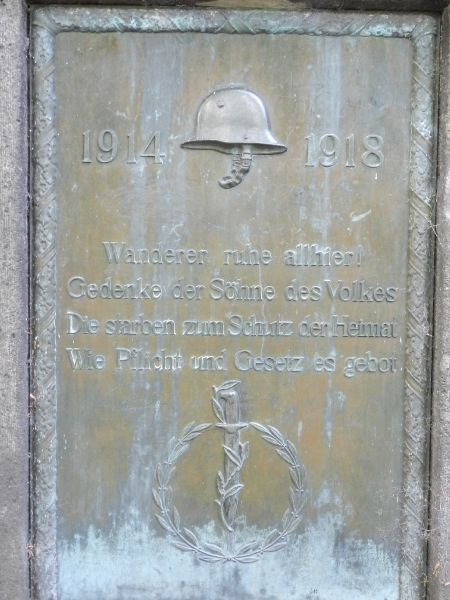 1914 1918
Wanderer ruhe allhier!
Gedenke der Söhne des Volkes
Die starben zum Schutz der Heimat
Wie Pflicht und Gesetz es gebot